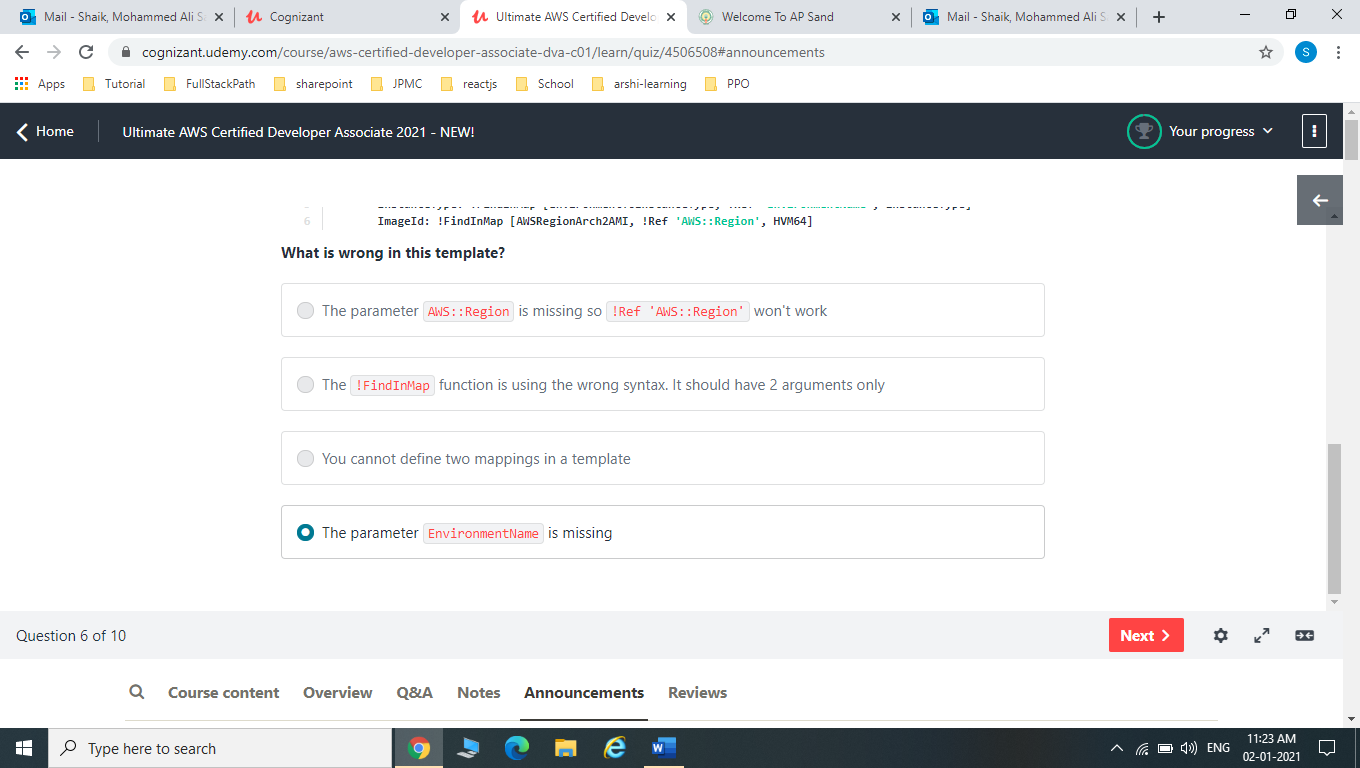 Mail - Shaik, Mohammed Ali S
Cognizant
Ultimate AWS Certified Develo
Welcome To AP Sand
Mail - Shaik, Mohammed Ali S
cognizant.udemy.com/course/aws-certified-developer-associate-dva-c01/learn/quiz/4506508#announcements
S
Apps
Tutorial
FullStackPath
sharepoint
JPMC
reactjs
School
arshi-learning
PPO
Home
Ultimate AWS Certified Developer Associate 2021 - NEW!
Your progress
6 ImageId: !FindInMap [AWSRegionArch2AMI, !Ref 'AWS::Region', HVM64]
What is wrong in this template?
The parameter AWS::Region is missing so !Ref 'AWS::Region' won't work
The !FindInMap function is using the wrong syntax. It should have 2 arguments only
You cannot define two mappings in a template
The parameter EnvironmentName is missing
Question 6 of 10
Next
Course content
Overview
Q&A
Notes
Announcements
Reviews
Type here to search
ENG
11:23 AM
02-01-2021